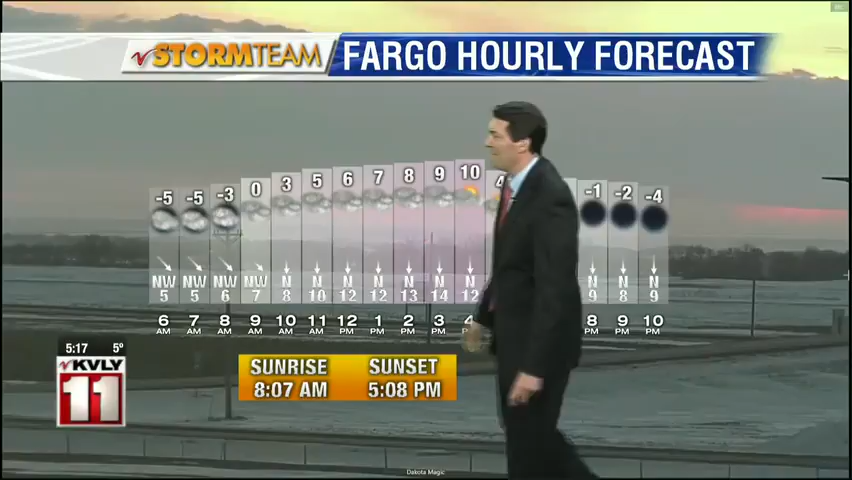 STORMTEAM
FARGO HOURLY FORECAST
-5 -5 -3 0 3 5 6 7 8 9 10 4 -1 -2 -4
NW NW NW NW N N N N N N N N N N
5 5 6 7 8 10 12 12 13 14 12 9 8 9
6 7 8 9 10 11 12 1 2 3 4 8 9 10
AM AM AM AM AM AM PM PM PM PM PM PM PM
SUNRISE SUNSET
8:07 AM 5:08 PM
5:17 5°
KVLY
11
Dakota Magic